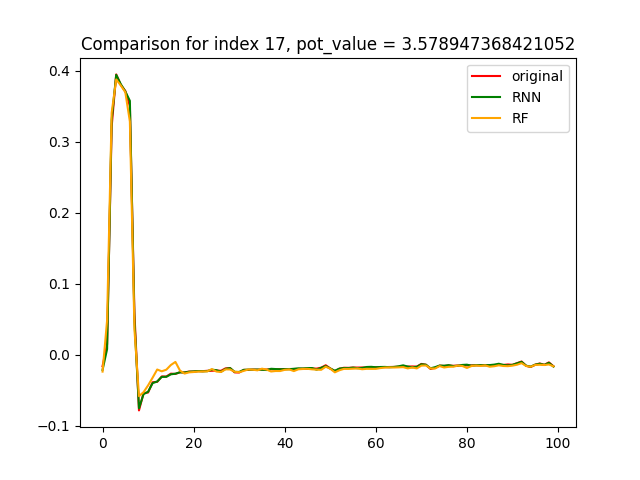 Comparison for index 17, pot_value = 3.578947368421052
original
RNN
RF
0.4
0.3
0.2
0.1
0.0
−0.1
0 20 40 60 80 100